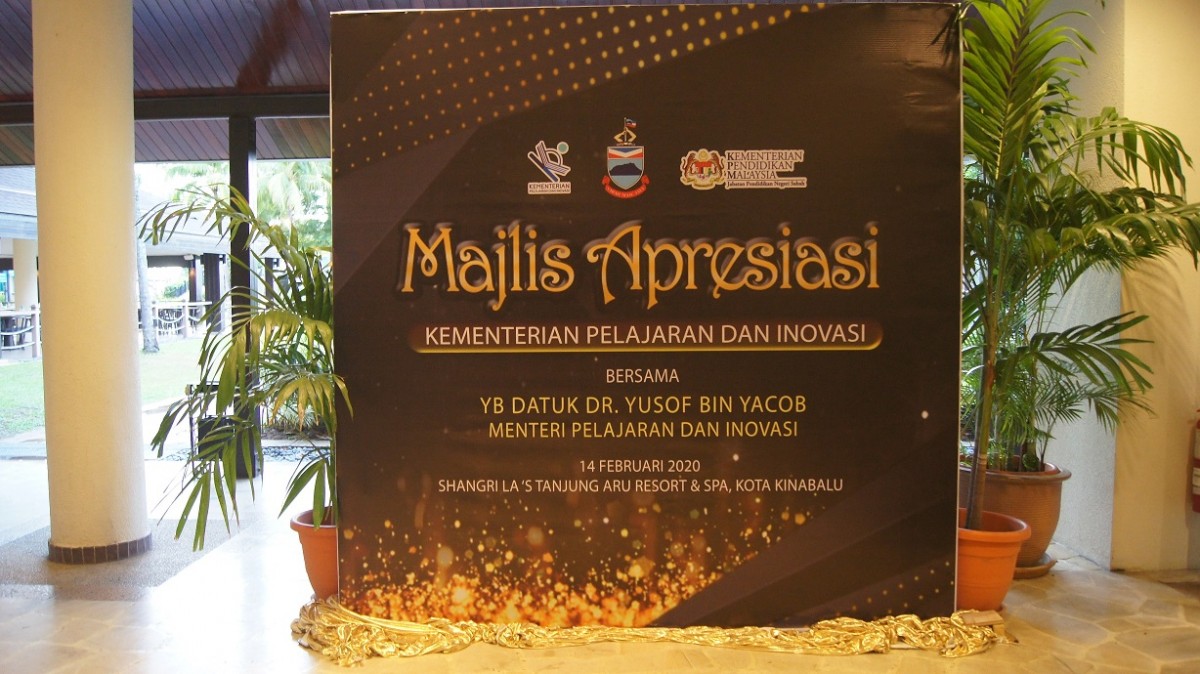 KEMENTERIAN
KEMENTERIAN
PENDIDIKAN
MALAYSIA
Jabatan Pendidikan Negeri Sabah
Majlis Apresiasi
KEMENTERIAN PELAJARAN DAN INOVASI
BERSAMA
YB DATUK DR. YUSOF BIN YACOB
MENTERI PELAJARAN DAN INOVASI
14 FEBRUARI 2020
SHANGRI LA 'S TANJUNG ARU RESORT & SPA, KOTA KINABALU